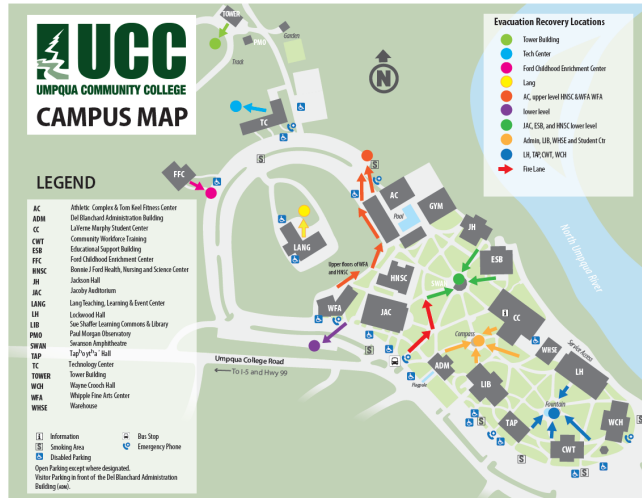 UCC
UMPQUA COMMUNITY COLLEGE
CAMPUS MAP
LEGEND
AC Athletic Complex & Tom Keel Fitness Center
ADM Del Blanchard Administration Building
CC LaVerne Murphy Student Center
CWT Community Workforce Training
ESB Educational Support Building
FFC Ford Childhood Enrichment Center
HNSC Bonnie J Ford Health, Nursing and Science Center
JH Jackson Hall
JAC Jacoby Auditorium
LANG Lang Teaching, Learning & Event Center
LH Lockwood Hall
LIB Sue Shaffer Learning Commons & Library
PMO Paul Morgan Observatory
SWAN Swanson Amphitheatre
TAP Tapʰòytʰaʼ Hall
TC Technology Center
TOWER Tower Building
WCH Wayne Crooch Hall
WFA Whipple Fine Arts Center
WHSE Warehouse
i Information
S Smoking Area
Disabled Parking
Bus Stop
Emergency Phone
Open Parking except where designated.
Visitor Parking in front of the Del Blanchard Administration
Building (ADM).
Evacuation Recovery Locations
Tower Building
Tech Center
Ford Childhood Enrichment Center
Lang
AC, upper level HNSC & WFA WFA
lower level
JAC, ESB, and HNSC lower level
Admin, LIB, WHSE and Student Ctr
LH, TAP, CWT, WCH
Fire Lane
TOWER
PMO
Garden
Track
N
TC
S
FFC
S
AC
GYM
Pool
LANG
JH
ESB
North Umpqua River
Upper floors of WFA
and HNSC
HNSC
SWAN
WFA
JAC
CC
i
S
Compass
WHSE
Service Access
Umpqua College Road
To I-5 and Hwy 99
ADM
Flagpole
LIB
LH
Fountain
TAP
WCH
CWT
S
S
S